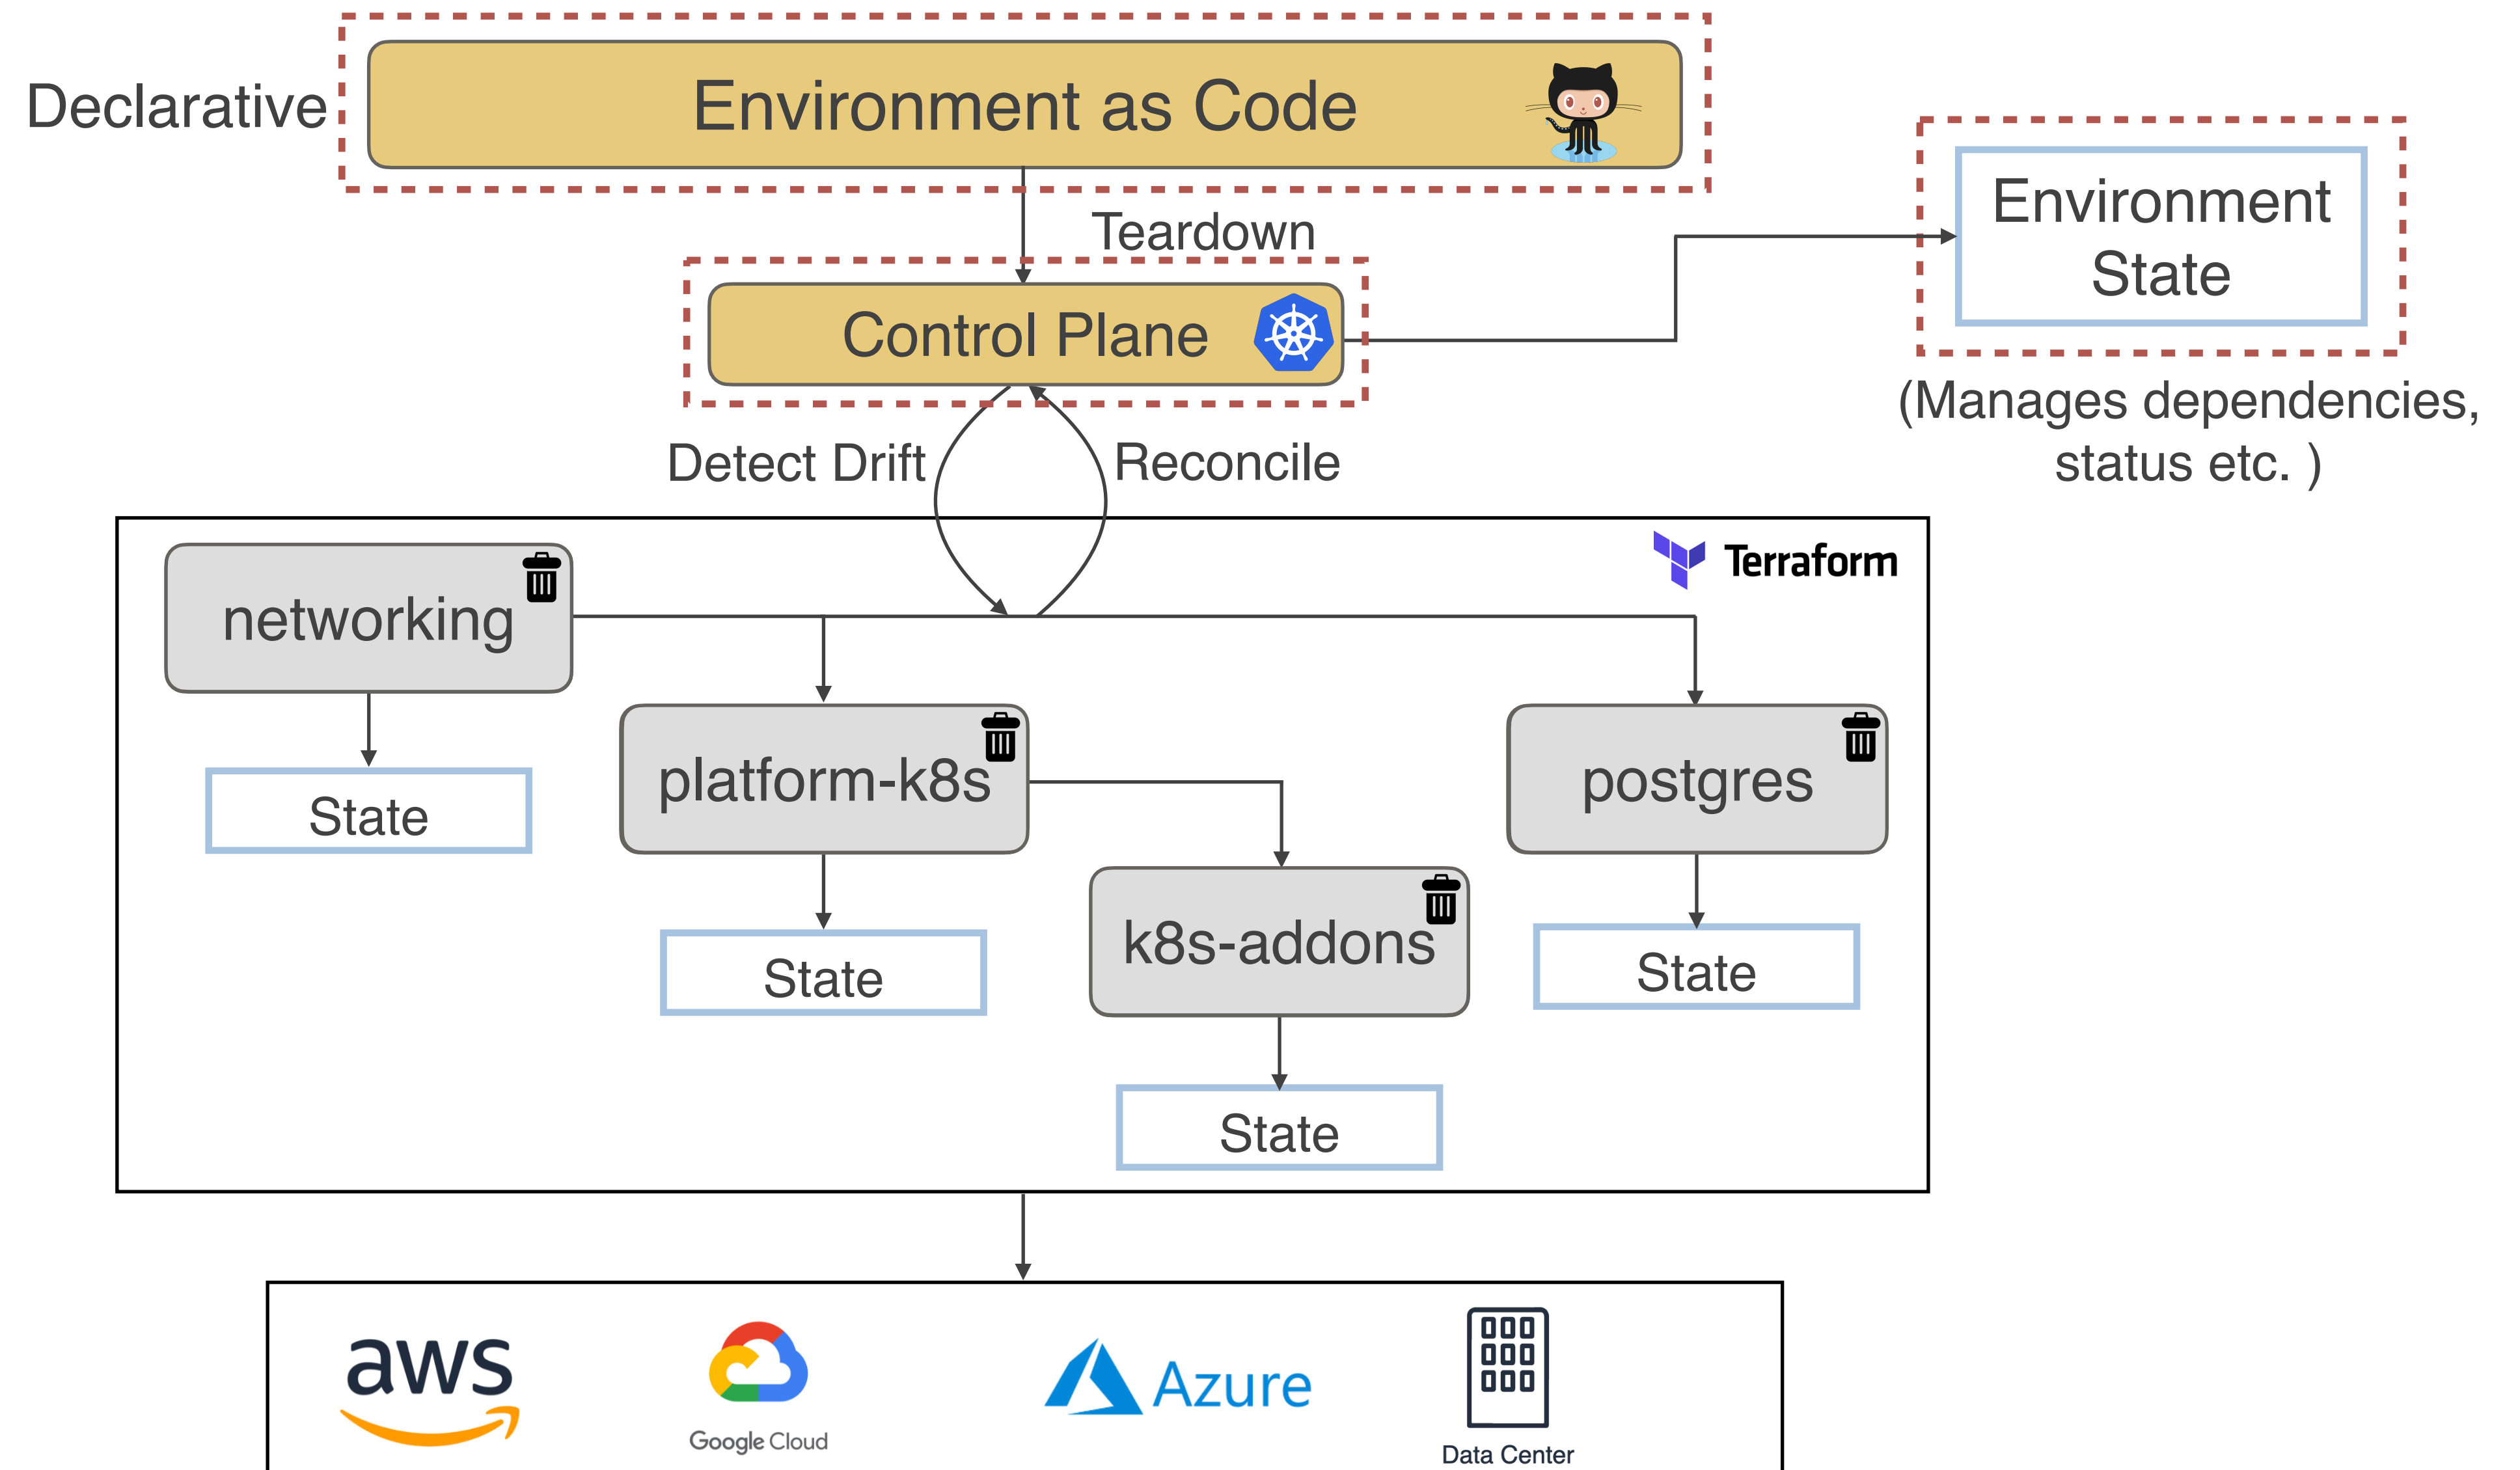 Declarative
Environment as Code
Teardown
Control Plane
Environment
State
(Manages dependencies,
status etc. )
Detect Drift
Reconcile
Terraform
networking
State
platform-k8s
State
k8s-addons
State
postgres
State
aws
Google Cloud
Azure
Data Center